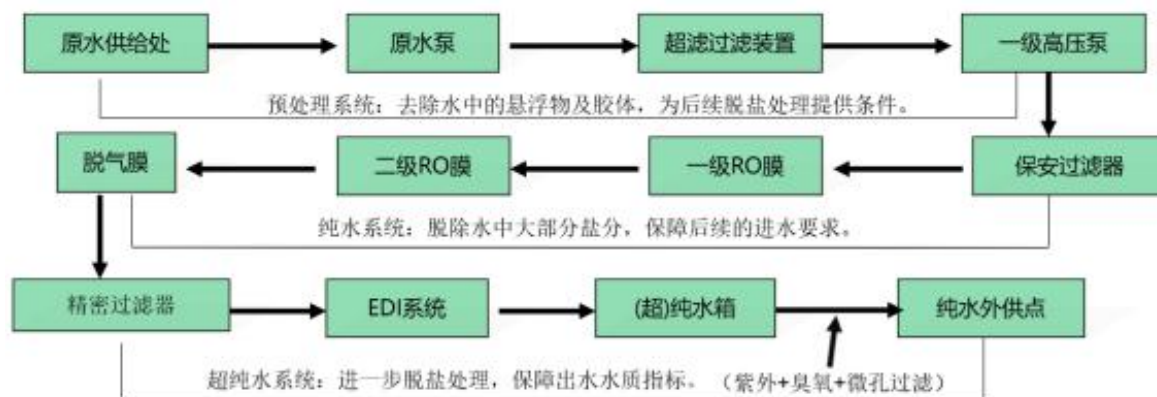 原水供给处
原水泵
超滤过滤装置
一级高压泵
预处理系统：去除水中的悬浮物及胶体，为后续脱盐处理提供条件。
脱气膜
二级RO膜
一级RO膜
保安过滤器
纯水系统：脱除水中大部分盐分，保障后续的进水要求。
精密过滤器
EDI系统
(超)纯水箱
纯水外供点
超纯水系统：进一步脱盐处理，保障出水水质指标。
（紫外+臭氧+微孔过滤）